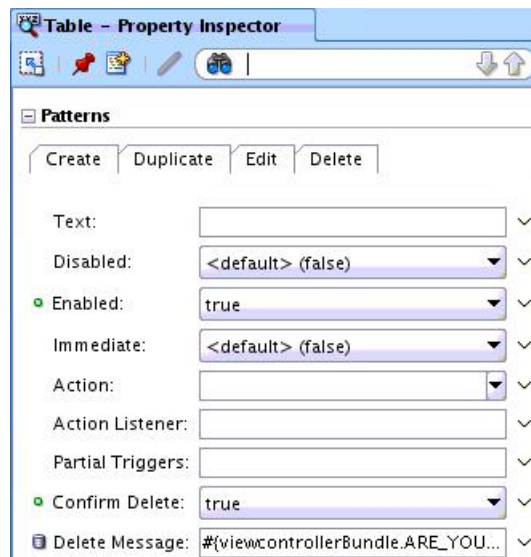 Table - Property Inspector
Patterns
Create Duplicate Edit Delete
Text:
Disabled: <default> (false)
Enabled: true
Immediate: <default> (false)
Action:
Action Listener:
Partial Triggers:
Confirm Delete: true
Delete Message: #{viewcontrollerBundle.ARE_YOU...